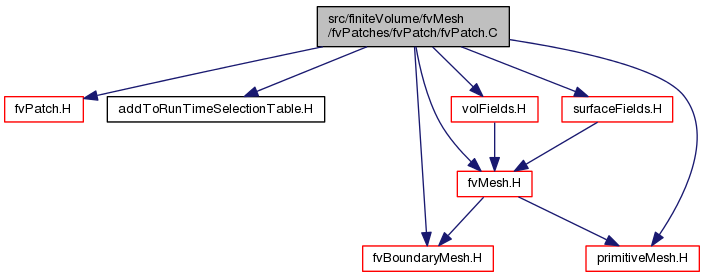 src/finiteVolume/fvMesh
/fvPatches/fvPatch/fvPatch.C
fvPatch.H
addToRunTimeSelectionTable.H
volFields.H
surfaceFields.H
fvMesh.H
fvBoundaryMesh.H
primitiveMesh.H